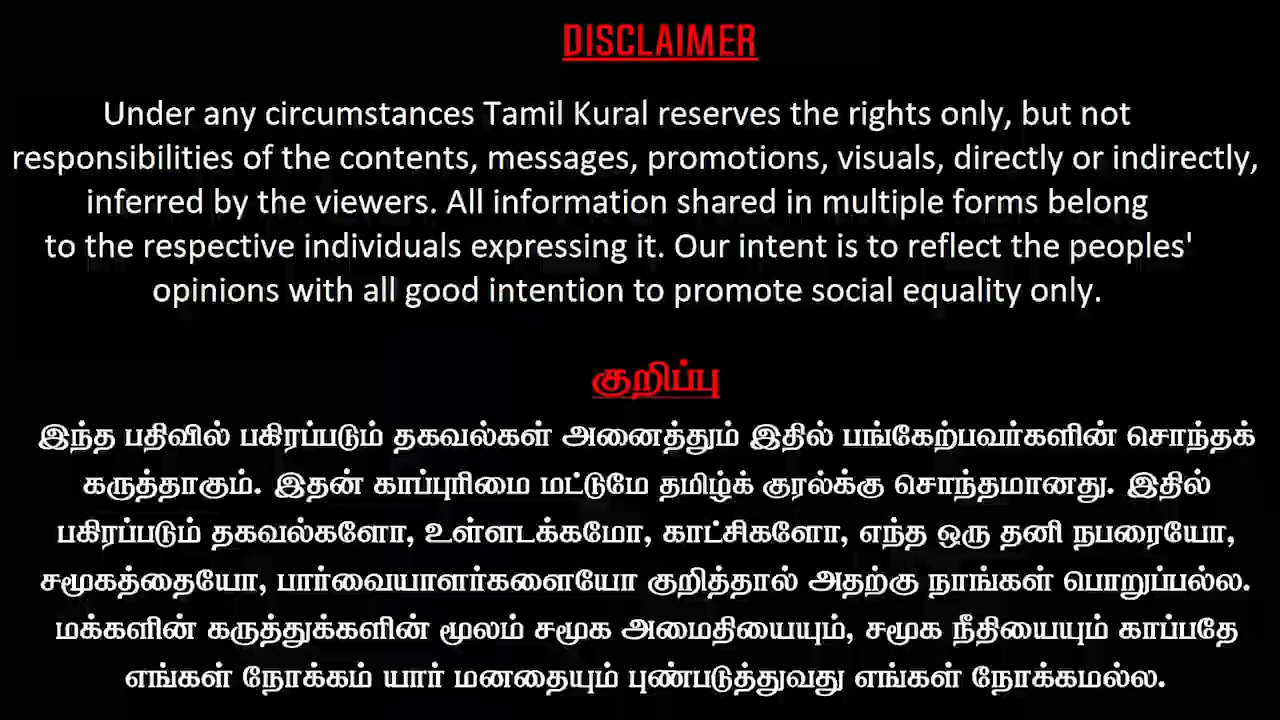 DISCLAIMER
Under any circumstances Tamil Kural reserves the rights only, but not
responsibilities of the contents, messages, promotions, visuals, directly or indirectly,
inferred by the viewers. All information shared in multiple forms belong
to the respective individuals expressing it. Our intent is to reflect the peoples'
opinions with all good intention to promote social equality only.
குறிப்பு
இந்த பதிவில் பகிரப்படும் தகவல்கள் அனைத்தும் இதில் பங்கேற்பவர்களின் சொந்தக்
கருத்தாகும். இதன் காப்புரிமை மட்டுமே தமிழ்க் குரல்க்கு சொந்தமானது. இதில்
பகிரப்படும் தகவல்களோ, உள்ளடக்கமோ, காட்சிகளோ, எந்த ஒரு தனி நபரையோ,
சமூகத்தையோ, பார்வையாளர்களையோ குறித்தால் அதற்கு நாங்கள் பொறுப்பல்ல.
மக்களின் கருத்துக்களின் மூலம் சமூக அமைதியையும், சமூக நீதியையும் காப்பதே
எங்கள் நோக்கம் யார் மனதையும் புண்படுத்துவது எங்கள் நோக்கமல்ல.